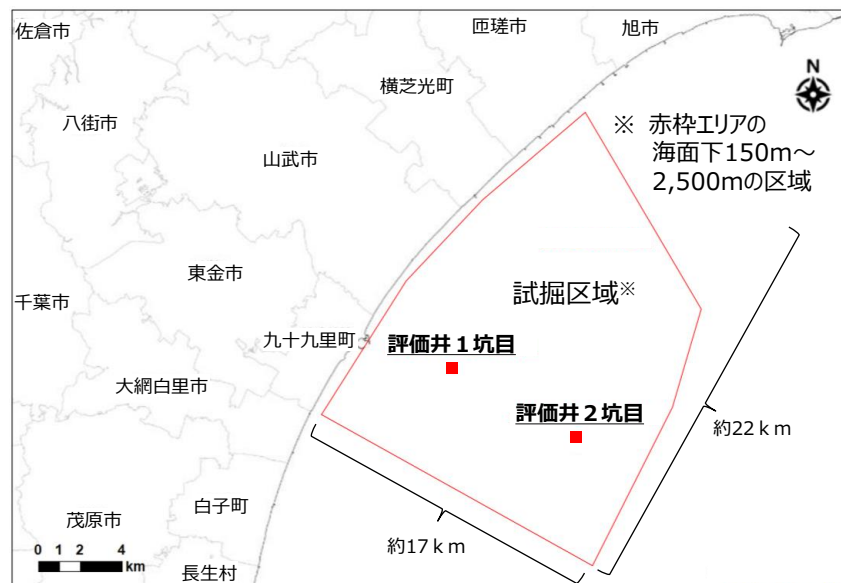 佐倉市
匝瑳市
旭市
横芝光町
N
八街市
※ 赤枠エリアの
海面下150m～
2,500mの区域
山武市
東金市
試掘区域※
千葉市
九十九里町
評価井１坑目
大網白里市
評価井２坑目
約22ｋｍ
白子町
茂原市
約17ｋｍ
0 1 2 4
km
長生村